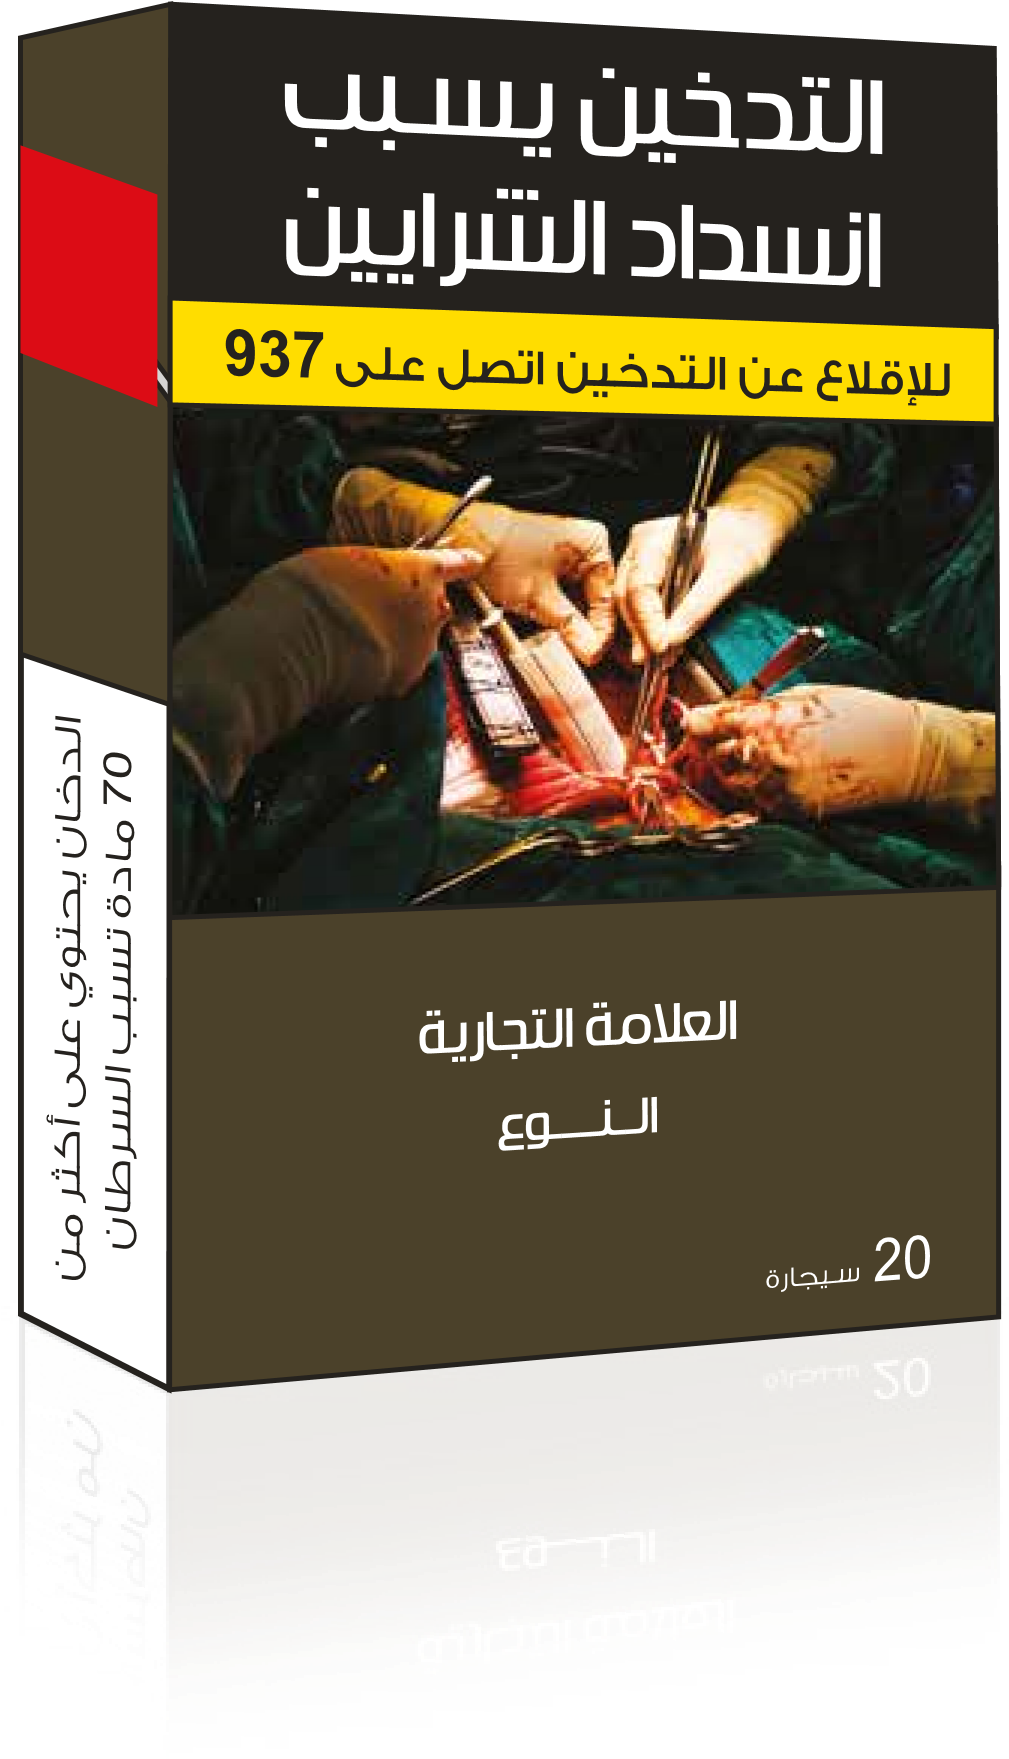 التدخين يسبب
انسداد الشرايين
للإقلاع عن التدخين اتصل على 937
العلامة التجارية
النوع
20 سيجارة
الدخان يحتوي على أكثر من
70 مادة تسبب السرطان